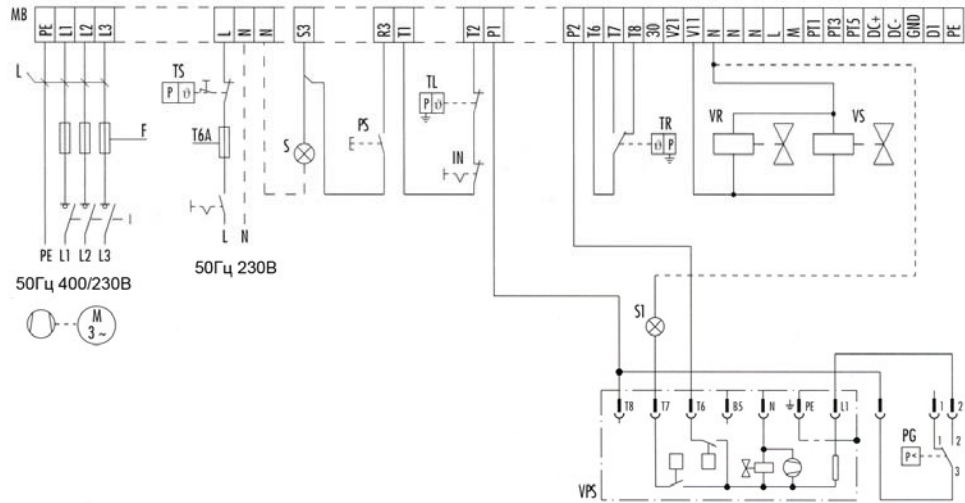 MB PE L1 L2 L3 L N N S3 R3 T1 T2 P1 P2 T6 T7 T8 30 V21 V11 N N N L M PT1 PT3 PT5 DC+ DC- GND D1 PE
L TS TL
P ϑ P
PS TR VR VS
F T6A S ϑ P
IN
PE L1 L2 L3 L N
50Гц 400/230В 50Гц 230В
M
3 ~
S1
T8 T7 T6 B5 N PE L1 1 2
PG 1 2
P<
3
VPS